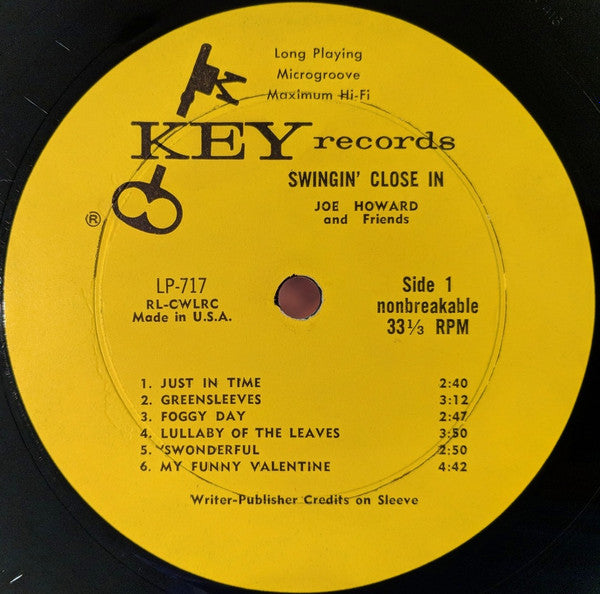 Long Playing
Microgroove
Maximum Hi-Fi
KEY records
SWINGIN' CLOSE IN
JOE HOWARD
and Friends
®
LP-717
RL-CWLRC
Made in U.S.A.
Side 1
nonbreakable
33⅓ RPM
1. JUST IN TIME 2:40
2. GREENSLEEVES 3:12
3. FOGGY DAY 2:47
4. LULLABY OF THE LEAVES 3:50
5. 'SWONDERFUL 2:50
6. MY FUNNY VALENTINE 4:42
Writer-Publisher Credits on Sleeve